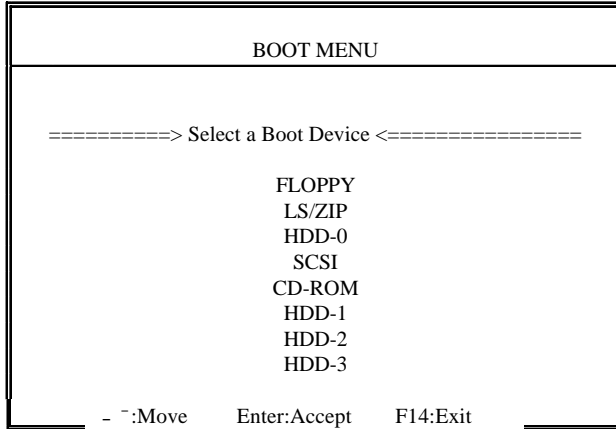 BOOT MENU
==========> Select a Boot Device <================
FLOPPY
LS/ZIP
HDD-0
SCSI
CD-ROM
HDD-1
HDD-2
HDD-3
- ¯:Move Enter:Accept F14:Exit